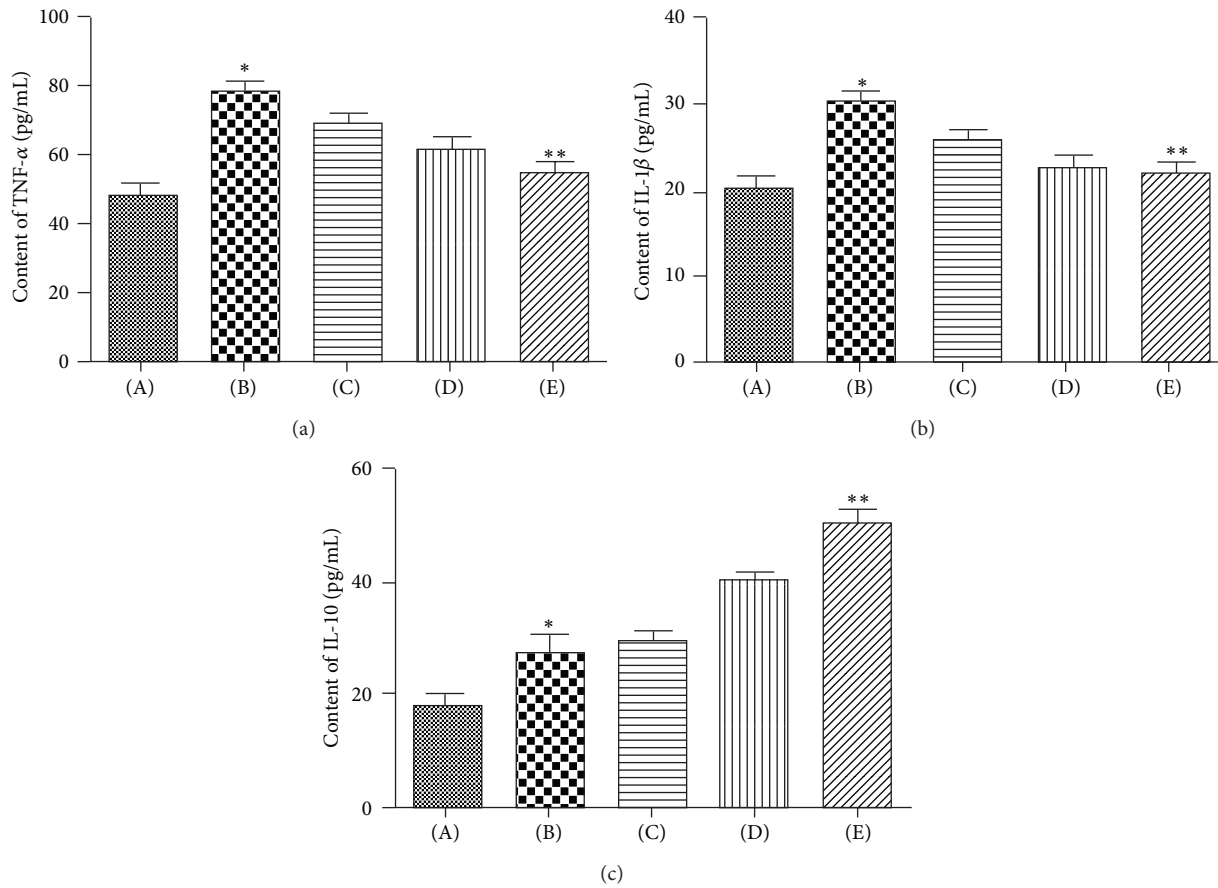 Content of TNF-α (pg/mL)
100
80
60
40
20
0
*
**
(A) (B) (C) (D) (E)
(a)
Content of IL-1β (pg/mL)
40
30
20
10
0
*
**
(A) (B) (C) (D) (E)
(b)
Content of IL-10 (pg/mL)
60
40
20
0
*
**
(A) (B) (C) (D) (E)
(c)